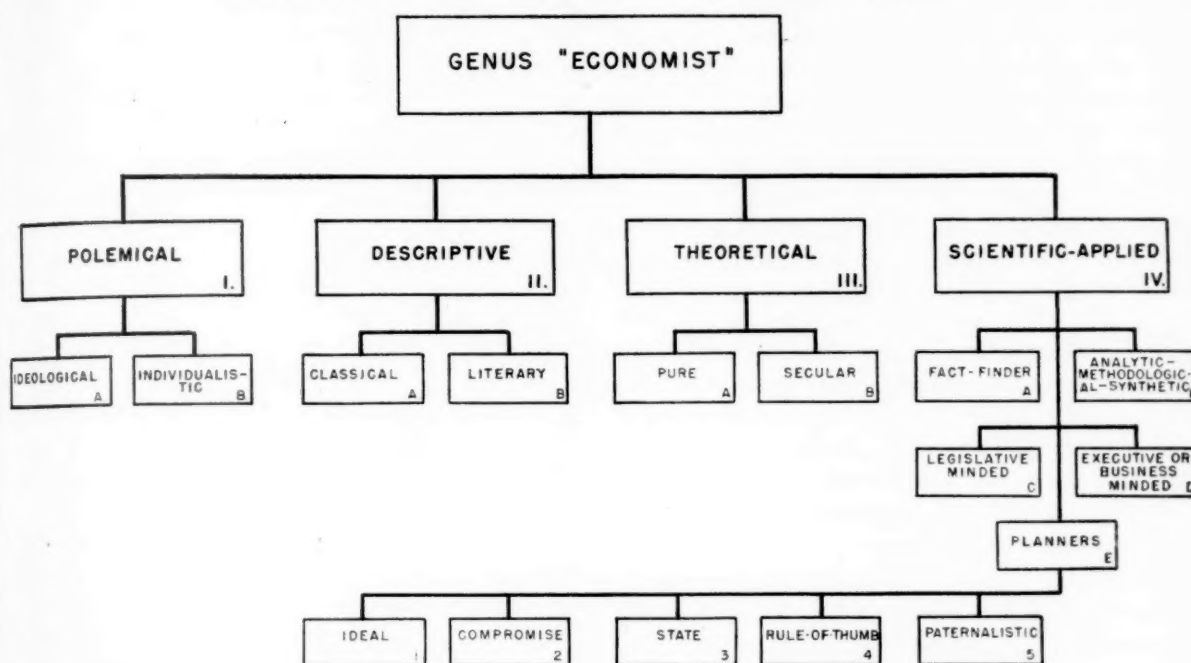 GENUS "ECONOMIST"
POLEMICAL
I.
DESCRIPTIVE
II.
THEORETICAL
III.
SCIENTIFIC-APPLIED
IV.
IDEOLOGICAL
A
INDIVIDUALIS-
TIC
B
CLASSICAL
A
LITERARY
B
PURE
A
SECULAR
B
FACT-FINDER
A
ANALYTIC-
METHODOLOGIC-
AL-SYNTHETIC
LEGISLATIVE
MINDED
C
EXECUTIVE OR
BUSINESS
MINDED
D
PLANNERS
E
IDEAL
1
COMPROMISE
2
STATE
3
RULE-OF-THUMB
4
PATERNALISTIC
5